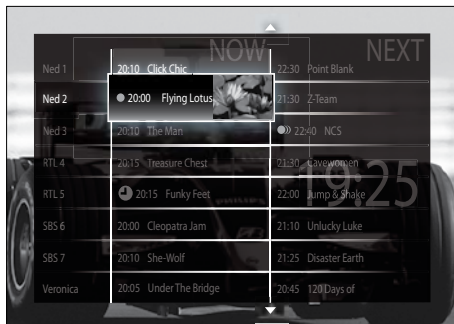 NOW NEXT
Ned 1 20:10 Click Chic 22:30 Point Blank
Ned 2 20:00 Flying Lotus 21:30 Z-Team
Ned 3 20:10 The Man 22:40 NCS
RTL 4 20:15 Treasure Chest 21:30 Cavewomen
19:25
RTL 5 20:15 Funky Feet 22:00 Jump & Shake
PHILIPS
SBS 6 20:00 Cleopatra Jam 21:10 Unlucky Luke
SBS 7 20:10 She-Wolf 21:25 Disaster Earth
Veronica 20:05 Under The Bridge 20:45 120 Days of